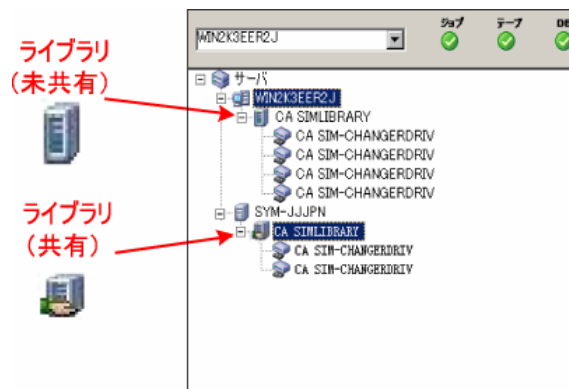 ライブラリ
(未共有)
ライブラリ
(共有)
WIN2K3EER2J
ジョブ
テープ
サーバ
WIN2K3EER2J
CA SIMLIBRARY
CA SIM-CHANGERDRIV
CA SIM-CHANGERDRIV
CA SIM-CHANGERDRIV
CA SIM-CHANGERDRIV
SYM-JJJPN
CA SIMLIBRARY
CA SIM-CHANGERDRIV
CA SIM-CHANGERDRIV